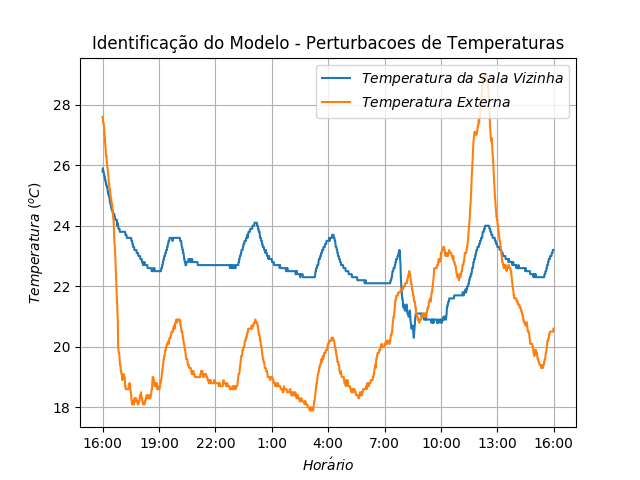 Identificação do Modelo - Perturbacoes de Temperaturas
Temperatura da Sala Vizinha
Temperatura Externa
Temperatura (ºC)
28
26
24
22
20
18
16:00 19:00 22:00 1:00 4:00 7:00 10:00 13:00 16:00
Horário